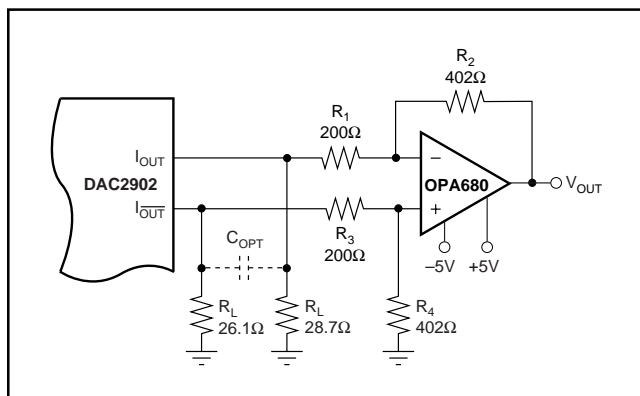 R2
402Ω
R1
200Ω
IOUT
–
DAC2902
OPA680
VOUT
IOUT
+
R3
200Ω
COPT
–5V
+5V
RL
26.1Ω
RL
28.7Ω
R4
402Ω